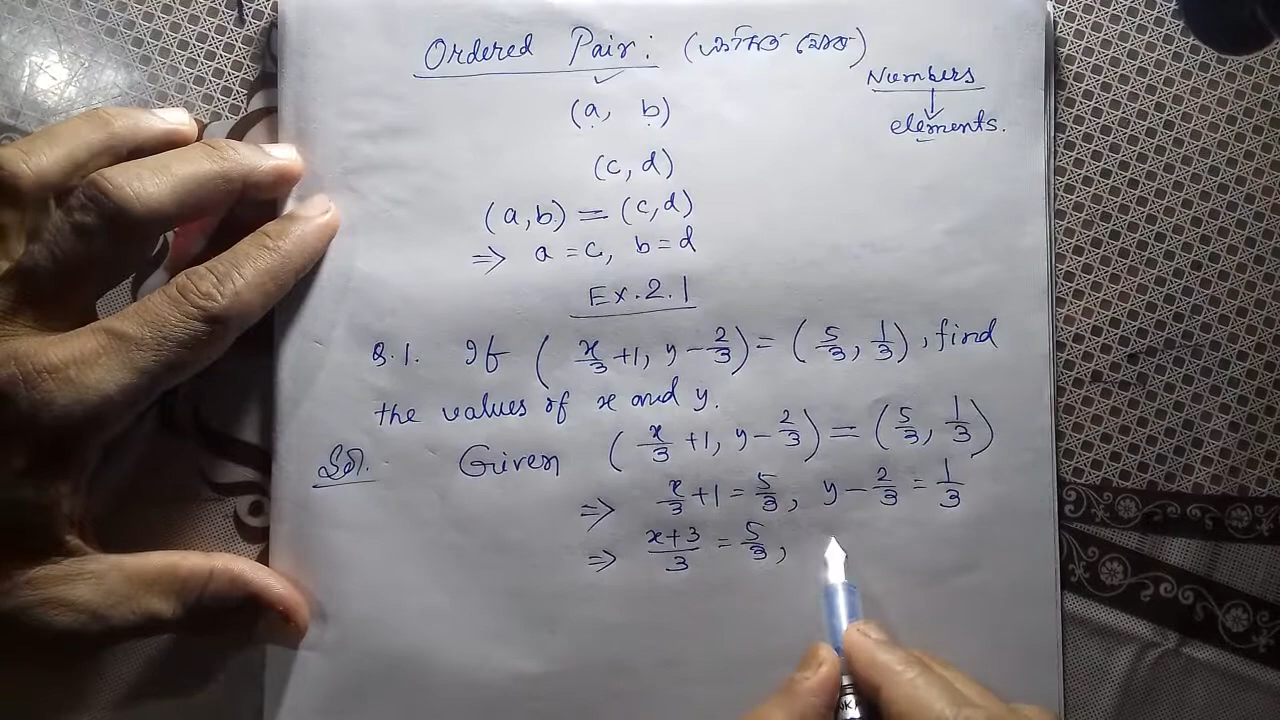 Ordered Pair:
Numbers
↓
elements.
(a, b)
(c, d)
(a,b) = (c,d)
⇒ a = c, b = d
Ex. 2.1
Q.1. If (x/3 + 1, y - 2/3) = (5/3, 1/3), find
the values of x and y.
Sol. Given (x/3 + 1, y - 2/3) = (5/3, 1/3)
⇒ x/3 + 1 = 5/3, y - 2/3 = 1/3
⇒ (x+3)/3 = 5/3,